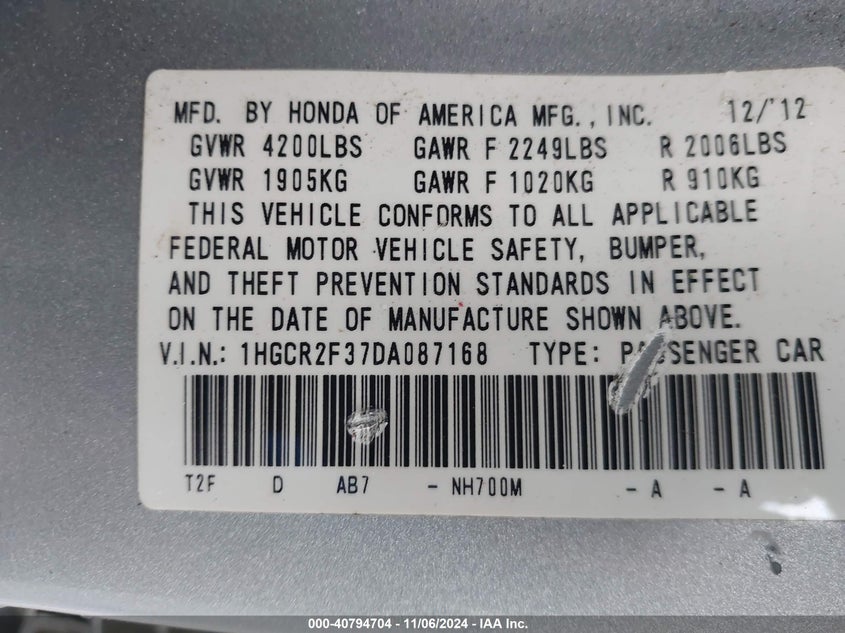 MFD. BY HONDA OF AMERICA MFG., INC. 12/'12
GVWR 4200LBS GAWR F 2249LBS R 2006LBS
GVWR 1905KG GAWR F 1020KG R 910KG
THIS VEHICLE CONFORMS TO ALL APPLICABLE
FEDERAL MOTOR VEHICLE SAFETY, BUMPER,
AND THEFT PREVENTION STANDARDS IN EFFECT
ON THE DATE OF MANUFACTURE SHOWN ABOVE.
V.I.N.: 1HGCR2F37DA087168 TYPE: PASSENGER CAR
T2F D AB7 - NH700M - A - A
000-40794704 - 11/06/2024 - IAA Inc.